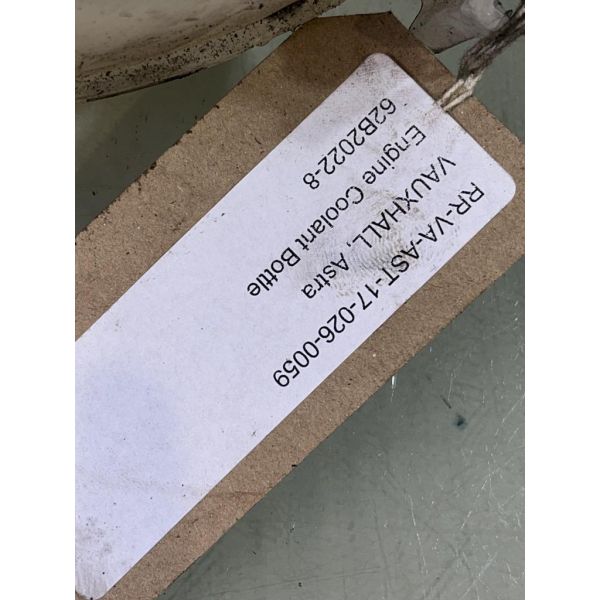 RR-VA-AST-17-026-0059
VAUXHALL, Astra
Engine Coolant Bottle
62B2022-8